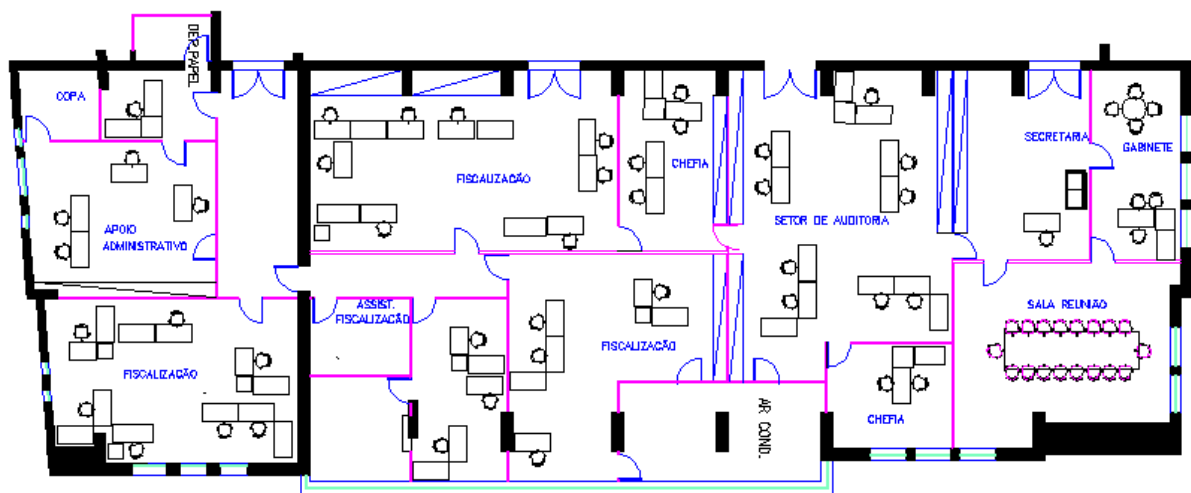 DEP.PAPEL
COPA
SECRETARIA
GABINETE
CHEFIA
FISCALIZAÇÃO
SETOR DE AUDITORIA
APOIO
ADMINISTRATIVO
ASSIST.
FISCALIZAÇÃO
SALA REUNIÃO
FISCALIZAÇÃO
FISCALIZAÇÃO
AR COND.
CHEFIA